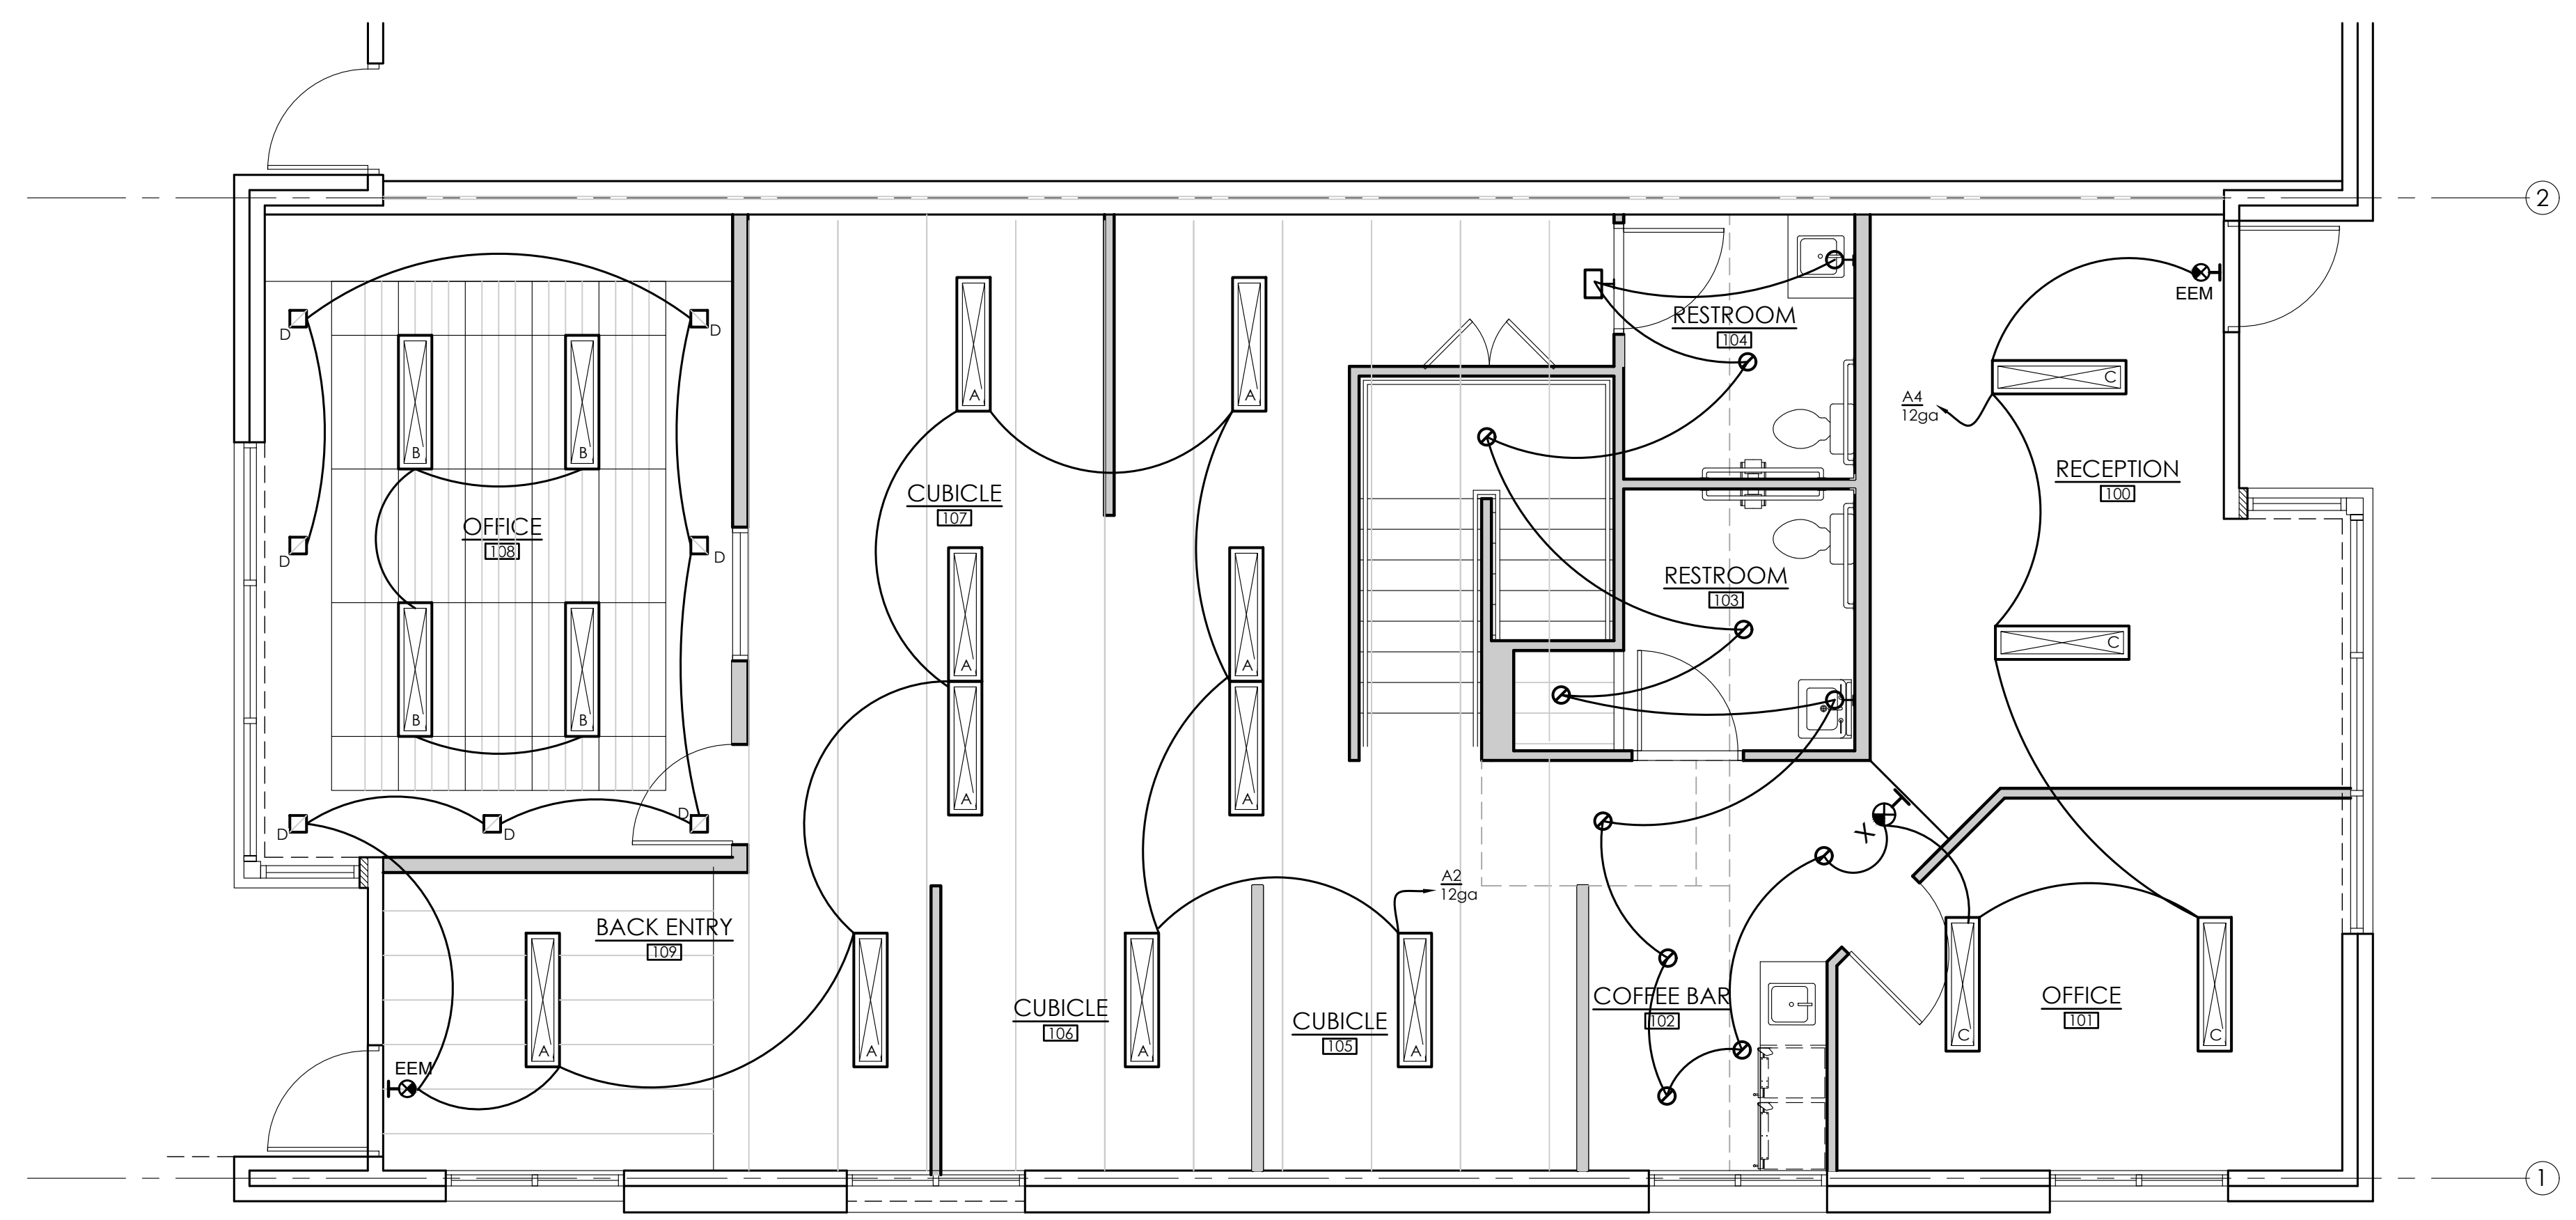 2
D
D
A
A
EEM
RESTROOM
104
C
A4
12ga
B
B
RECEPTION
100
CUBICLE
107
OFFICE
108
D
D
RESTROOM
103
C
A
A
B
B
A
A
D
D
D
X
A2
12ga
BACK ENTRY
109
COFFEE BAR
102
OFFICE
101
CUBICLE
106
CUBICLE
105
C
C
A
A
A
A
EEM
1